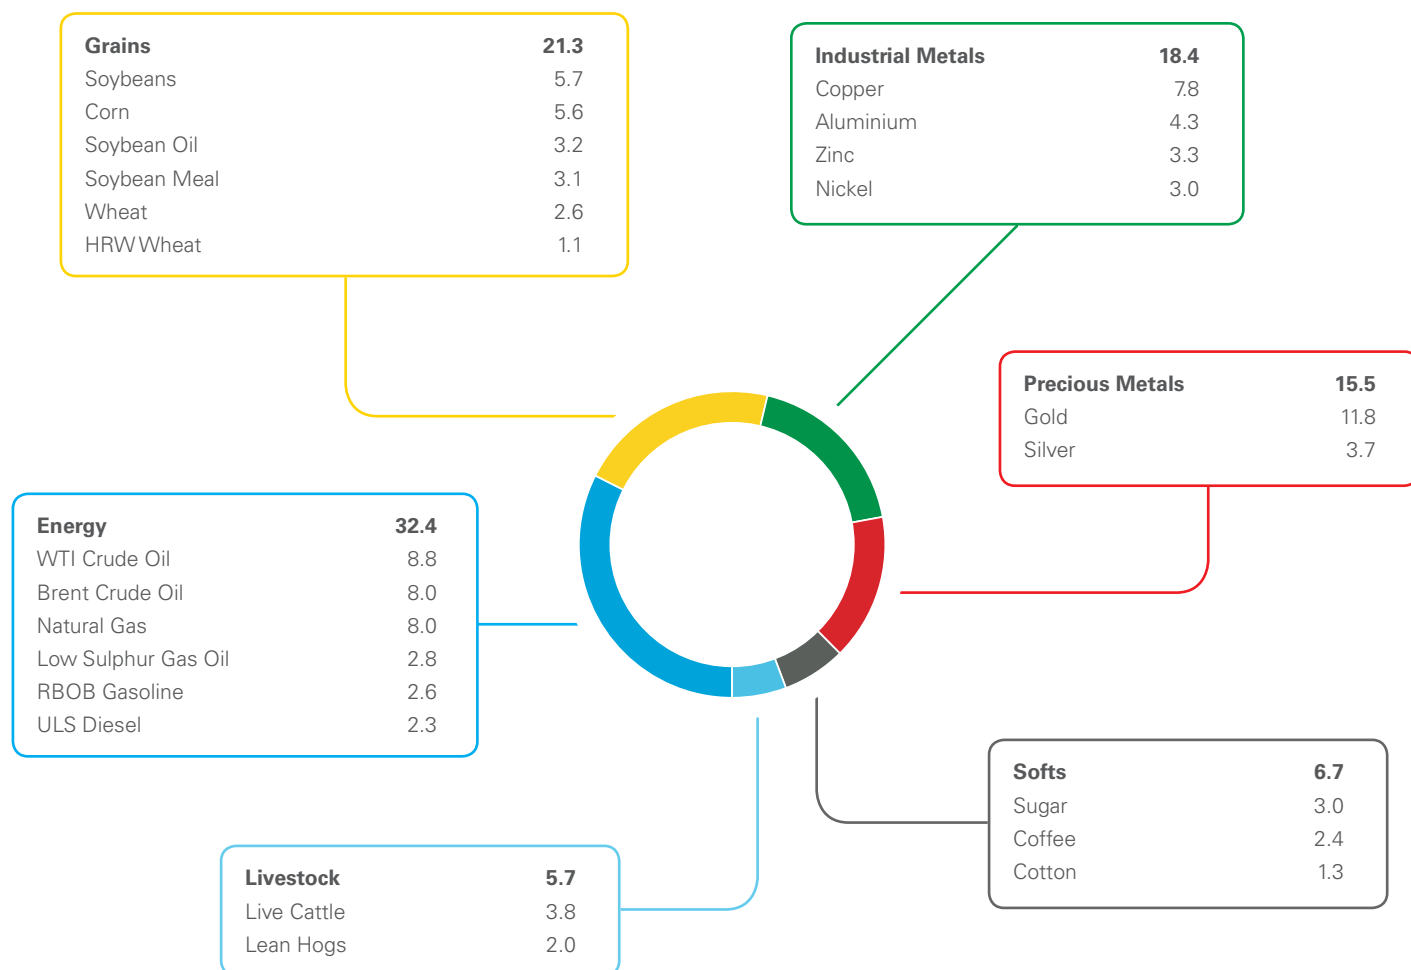 Grains 21.3
Soybeans 5.7
Corn 5.6
Soybean Oil 3.2
Soybean Meal 3.1
Wheat 2.6
HRW Wheat 1.1
Industrial Metals 18.4
Copper 7.8
Aluminium 4.3
Zinc 3.3
Nickel 3.0
Precious Metals 15.5
Gold 11.8
Silver 3.7
Energy 32.4
WTI Crude Oil 8.8
Brent Crude Oil 8.0
Natural Gas 8.0
Low Sulphur Gas Oil 2.8
RBOB Gasoline 2.6
ULS Diesel 2.3
Softs 6.7
Sugar 3.0
Coffee 2.4
Cotton 1.3
Livestock 5.7
Live Cattle 3.8
Lean Hogs 2.0